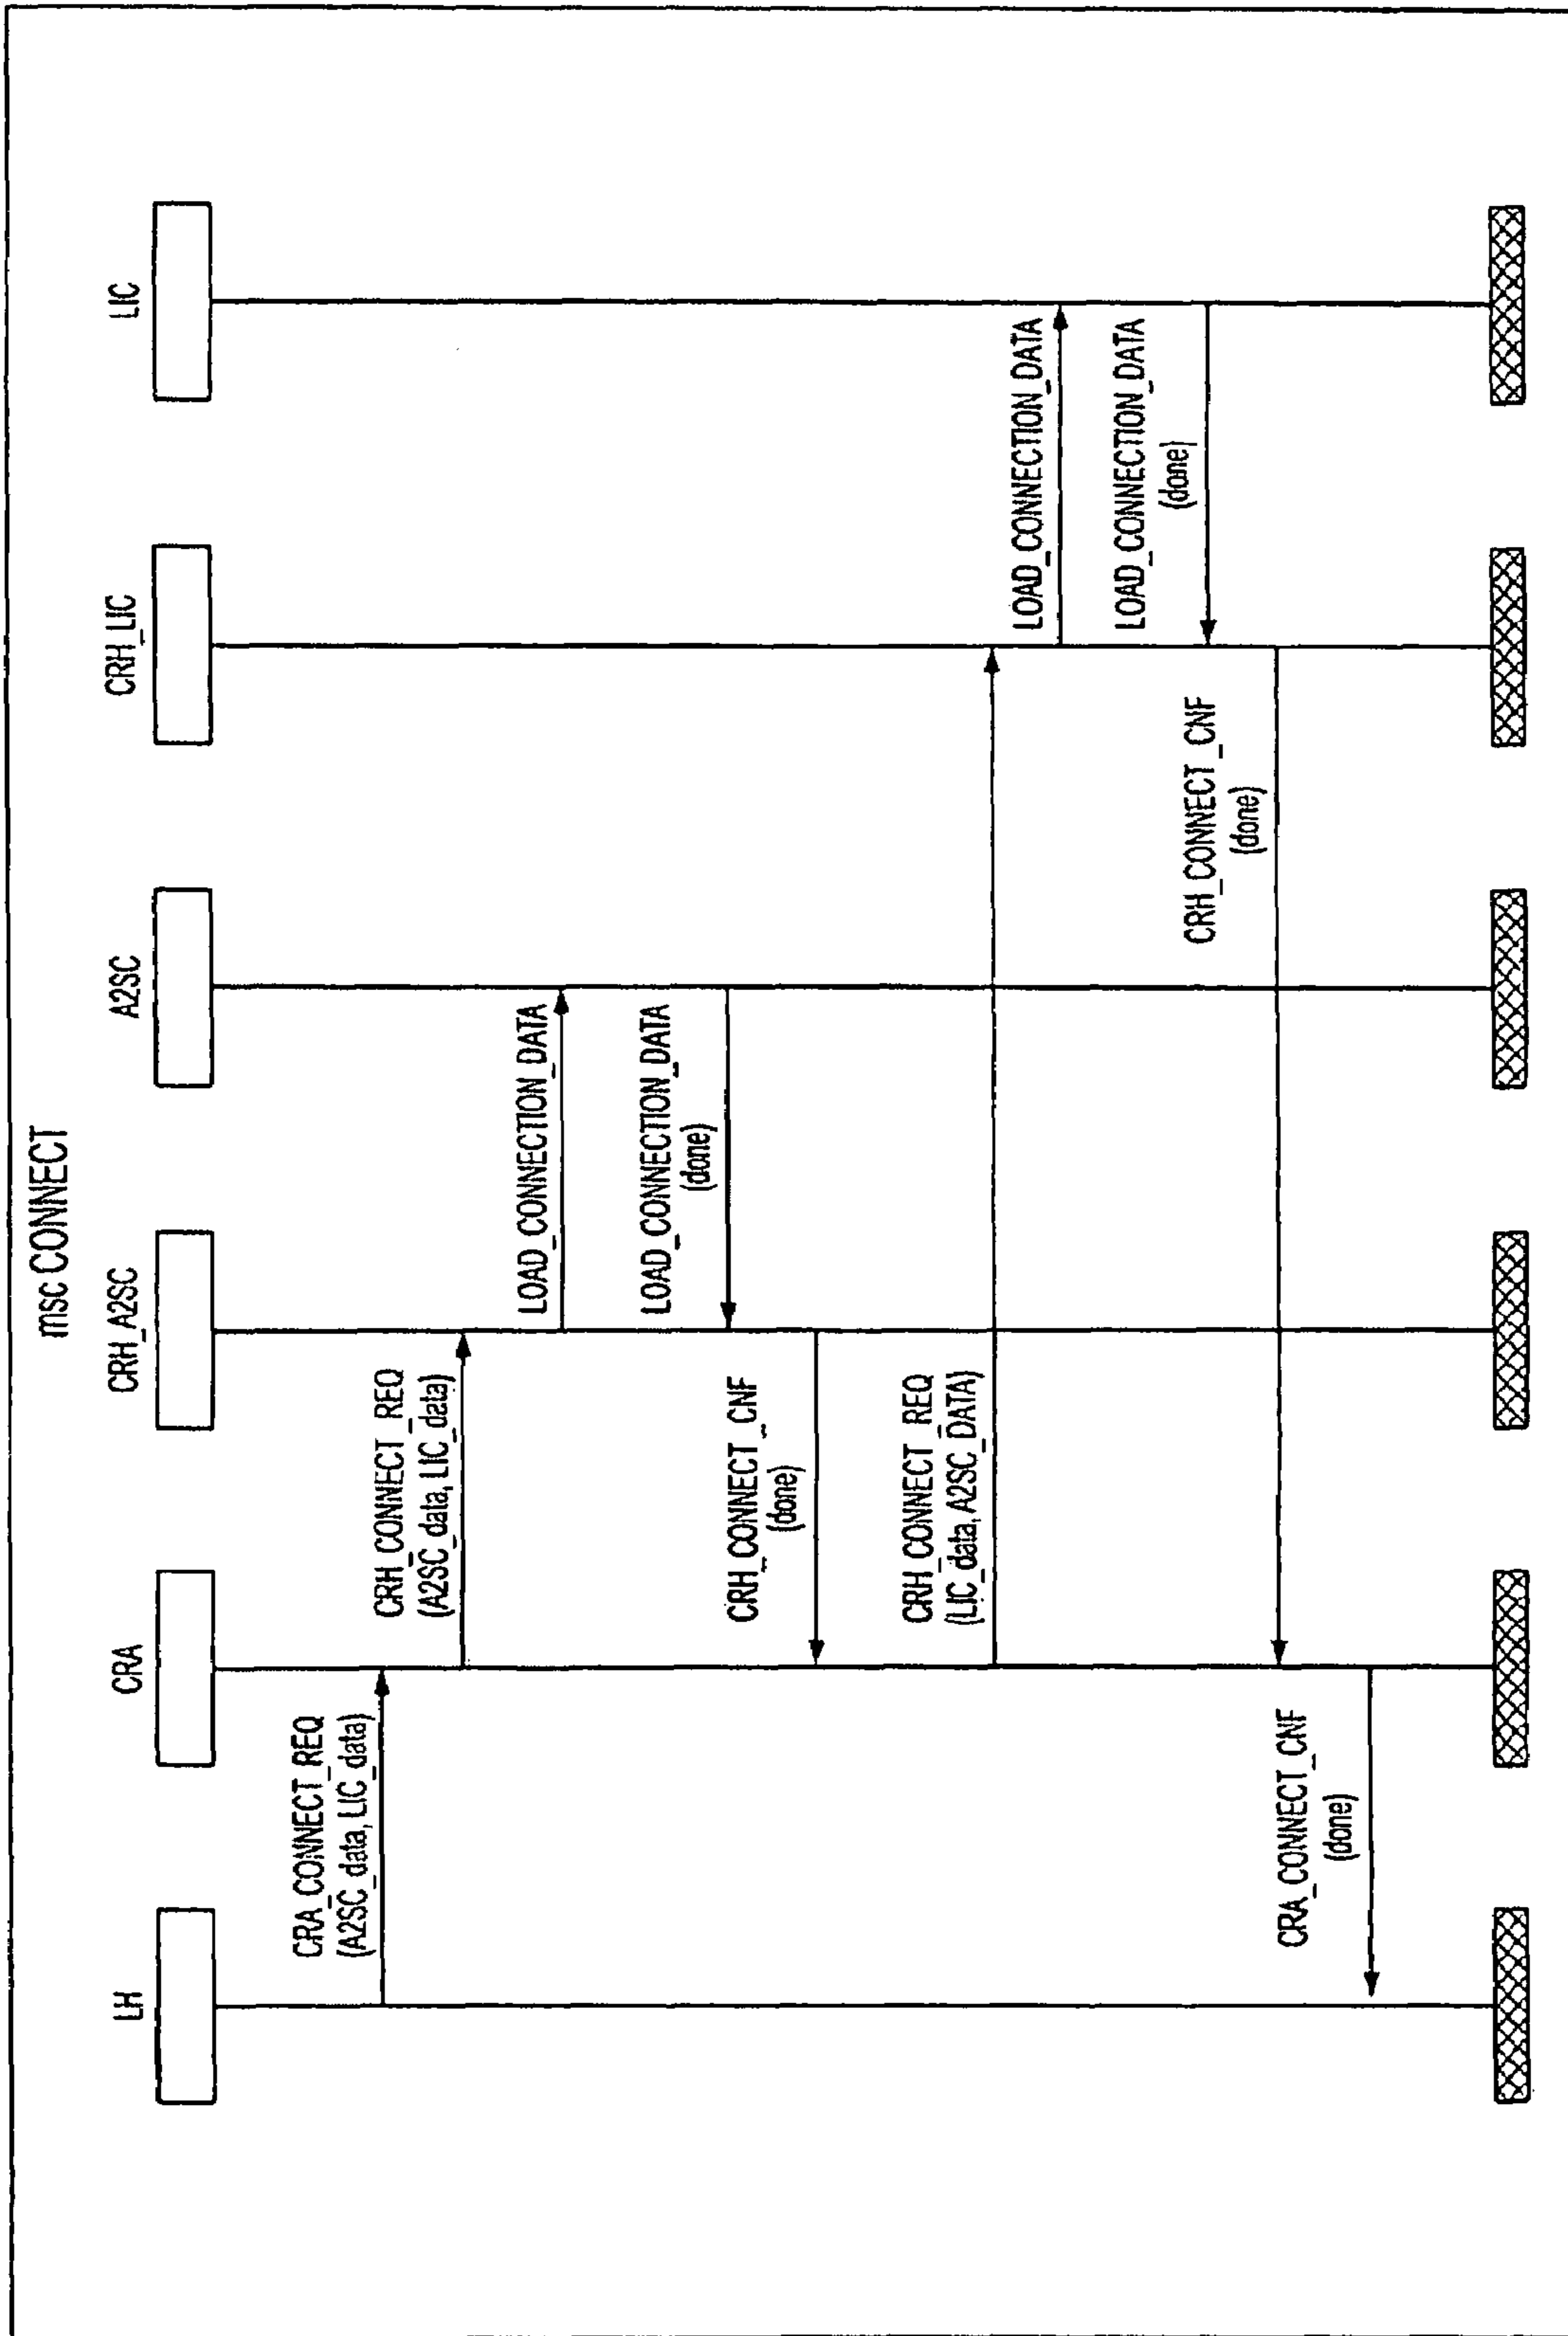 msc CONNECT
LH
CRA
CRH_A2SC
A2SC
CRH_LIC
LIC
CRA_CONNECT_REQ
(A2SC_data, LIC_data)
CRH_CONNECT_REQ
(A2SC_data, LIC_data)
LOAD_CONNECTION_DATA
LOAD_CONNECTION_DATA
(done)
CRH_CONNECT_CNF
(done)
CRH_CONNECT_REQ
(LIC_data, A2SC_DATA)
LOAD_CONNECTION_DATA
LOAD_CONNECTION_DATA
(done)
CRH_CONNECT_CNF
(done)
CRA_CONNECT_CNF
(done)